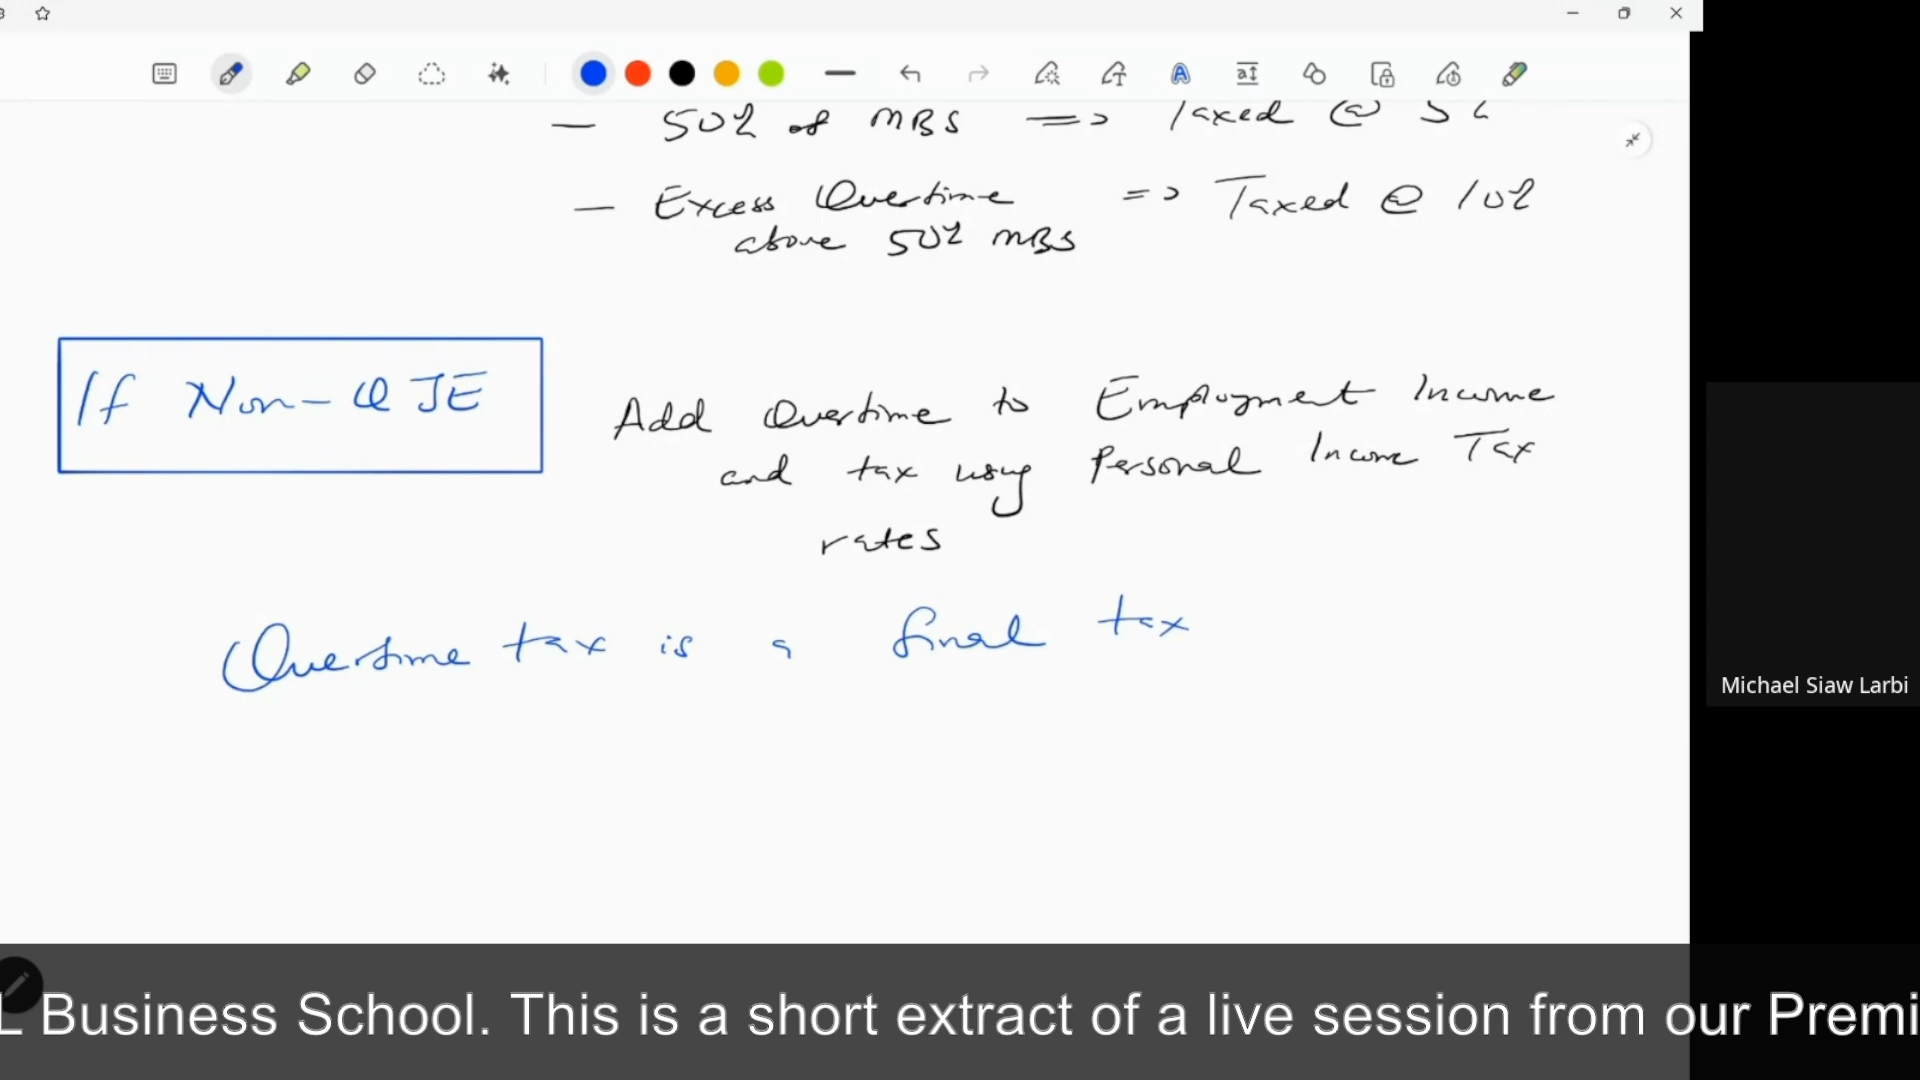 — 50% of MBS => Taxed @ 5%
— Excess Overtime => Taxed @ 10%
above 50% MBS
If Non-QJE
Add Overtime to Employment Income
and tax using Personal Income Tax
rates
Overtime tax is a final tax
Michael Siaw Larbi
L Business School. This is a short extract of a live session from our Premi